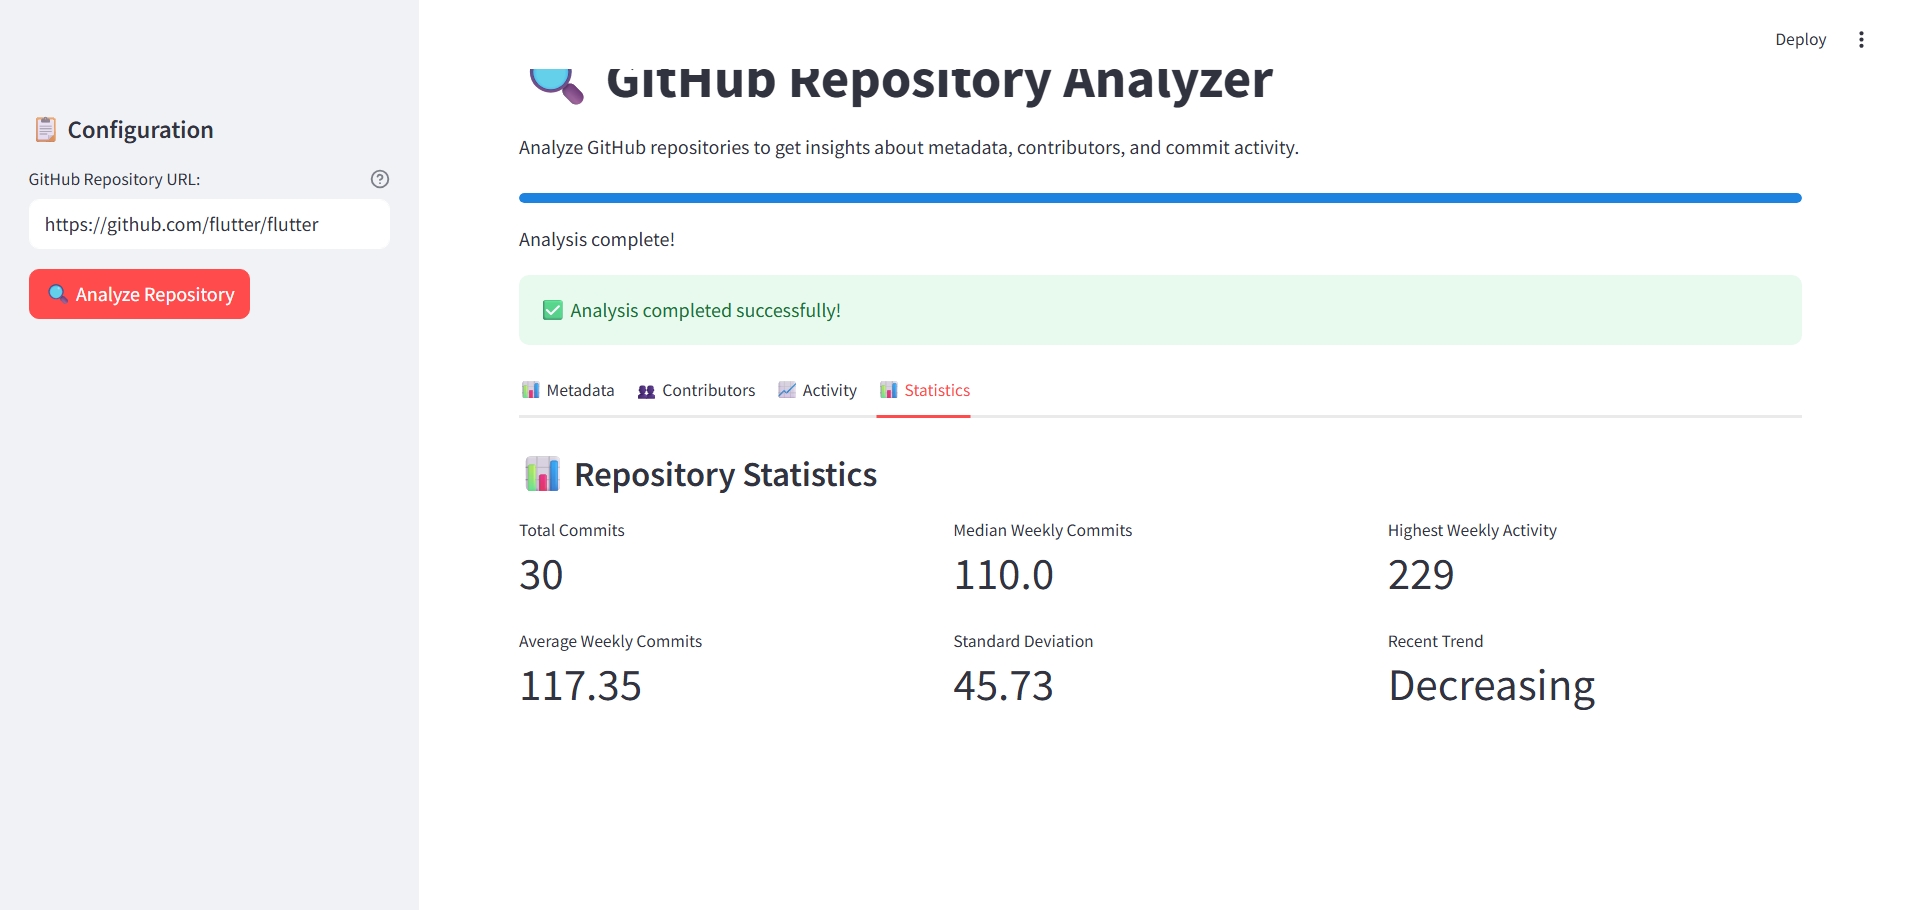 Deploy
GitHub Repository Analyzer
Configuration
Analyze GitHub repositories to get insights about metadata, contributors, and commit activity.
GitHub Repository URL:
https://github.com/flutter/flutter
Analysis complete!
Analyze Repository
Analysis completed successfully!
Metadata Contributors Activity Statistics
Repository Statistics
Total Commits Median Weekly Commits Highest Weekly Activity
30 110.0 229
Average Weekly Commits Standard Deviation Recent Trend
117.35 45.73 Decreasing